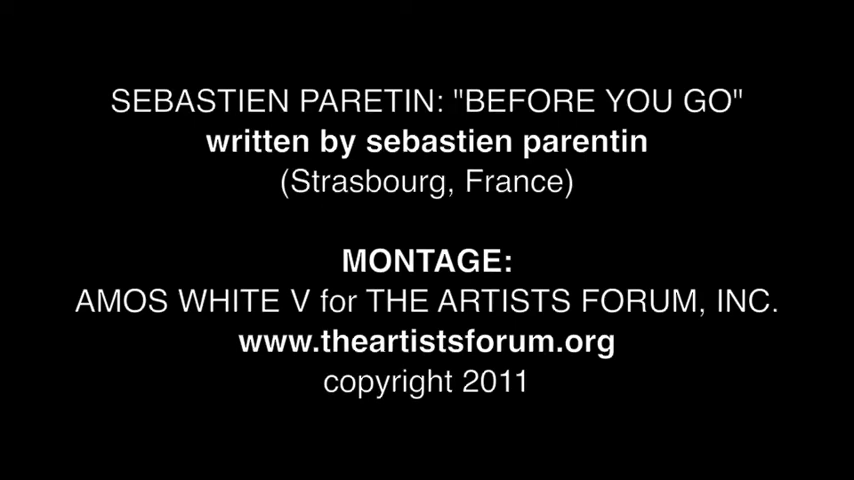 SEBASTIEN PARETIN: "BEFORE YOU GO"
written by sebastien parentin
(Strasbourg, France)
MONTAGE:
AMOS WHITE V for THE ARTISTS FORUM, INC.
www.theartistsforum.org
copyright 2011